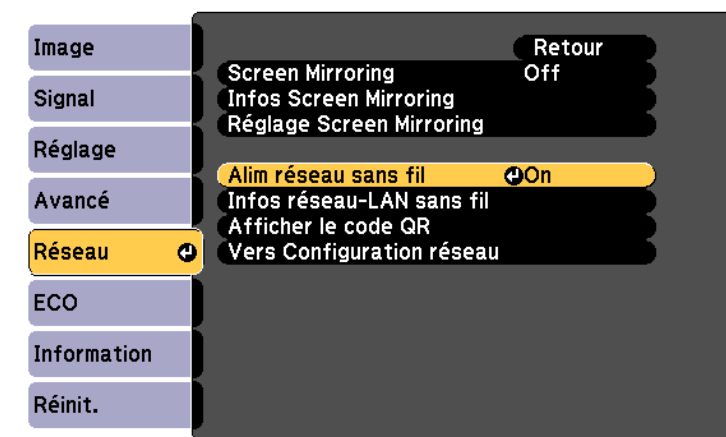 Image
Signal
Réglage
Avancé
Réseau
ECO
Information
Réinit.
Retour
Screen Mirroring Off
Infos Screen Mirroring
Réglage Screen Mirroring
Alim réseau sans fil On
Infos réseau-LAN sans fil
Afficher le code QR
Vers Configuration réseau